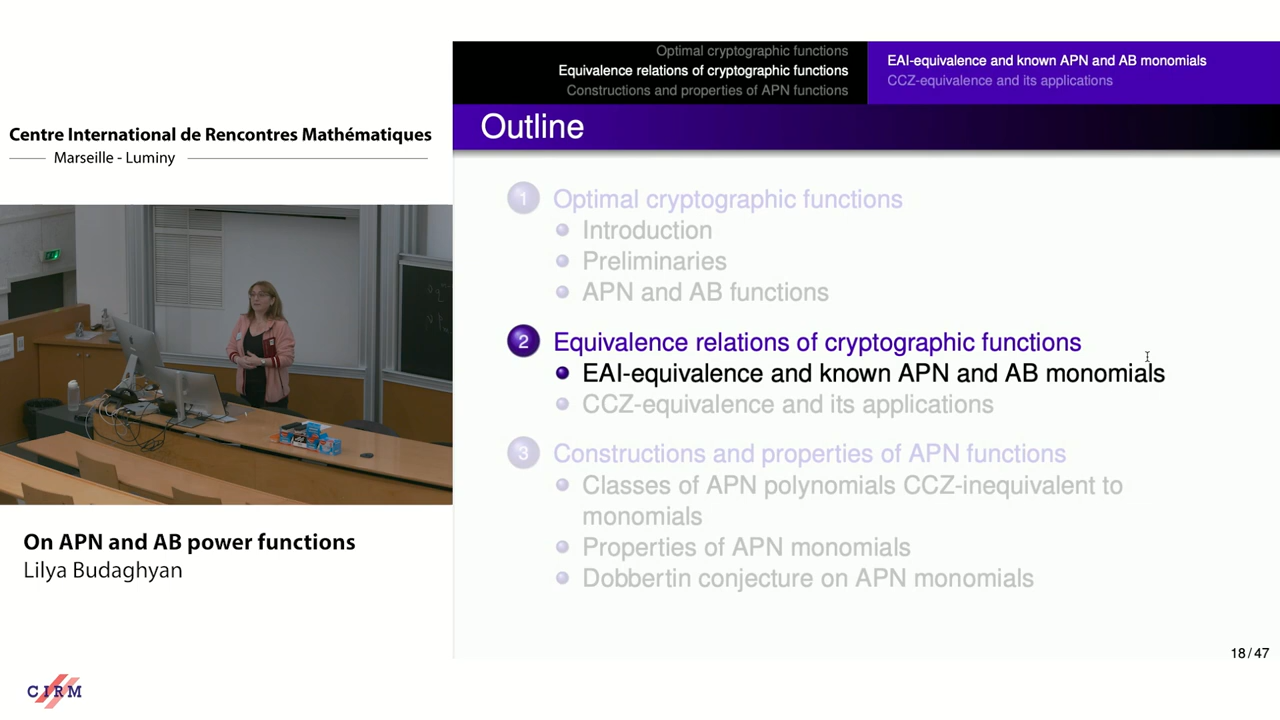 Centre International de Rencontres Mathématiques
Marseille - Luminy
On APN and AB power functions
Lilya Budaghyan
CIRM
Optimal cryptographic functions
Equivalence relations of cryptographic functions
Constructions and properties of APN functions
EAI-equivalence and known APN and AB monomials
CCZ-equivalence and its applications
Outline
1 Optimal cryptographic functions
Introduction
Preliminaries
APN and AB functions
2 Equivalence relations of cryptographic functions
EAI-equivalence and known APN and AB monomials
CCZ-equivalence and its applications
3 Constructions and properties of APN functions
Classes of APN polynomials CCZ-inequivalent to
monomials
Properties of APN monomials
Dobbertin conjecture on APN monomials
18 / 47